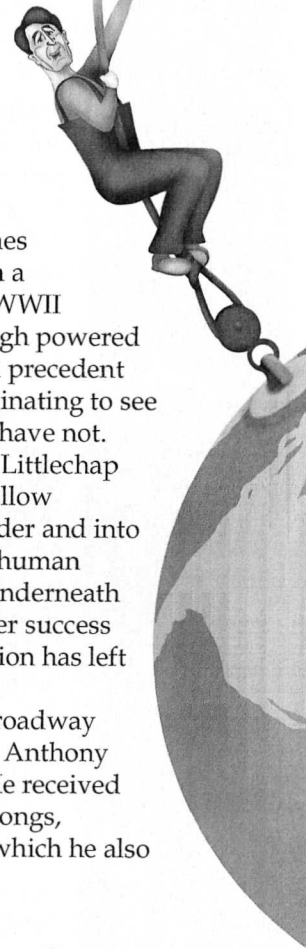 nes
n a
WWII
gh powered
precedent
inating to see
have not.
Littlechap
llow
der and into
human
nderneath
er success
ion has left
roadway
Anthony
Ie received
ongs,
which he also